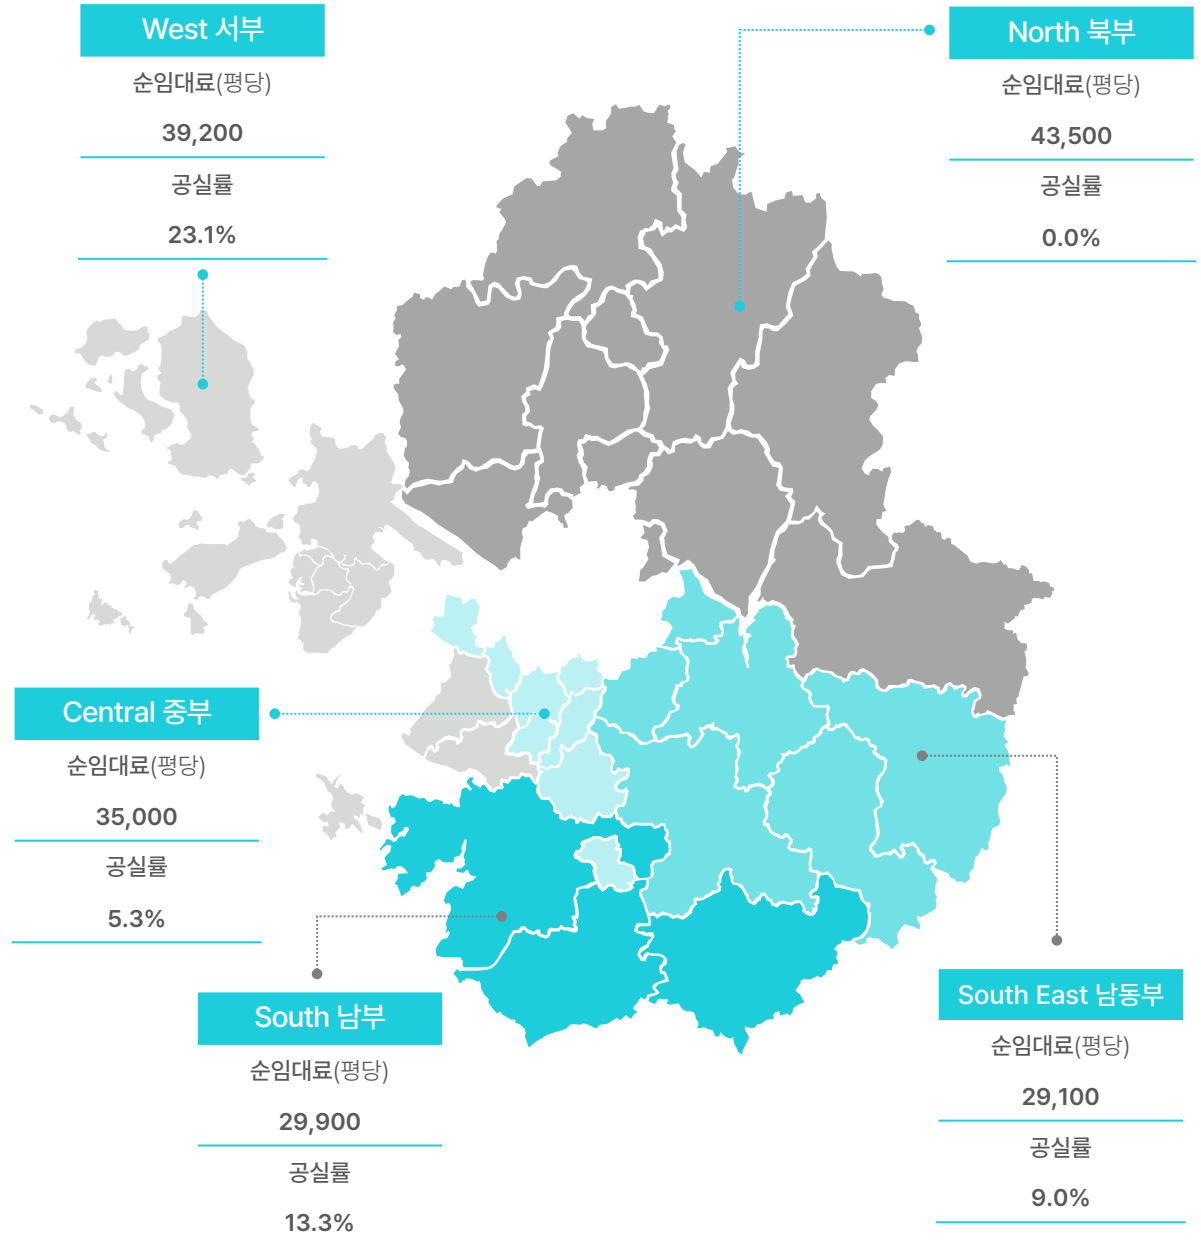 West 서부
순임대료(평당)
39,200
공실률
23.1%
North 북부
순임대료(평당)
43,500
공실률
0.0%
Central 중부
순임대료(평당)
35,000
공실률
5.3%
South 남부
순임대료(평당)
29,900
공실률
13.3%
South East 남동부
순임대료(평당)
29,100
공실률
9.0%